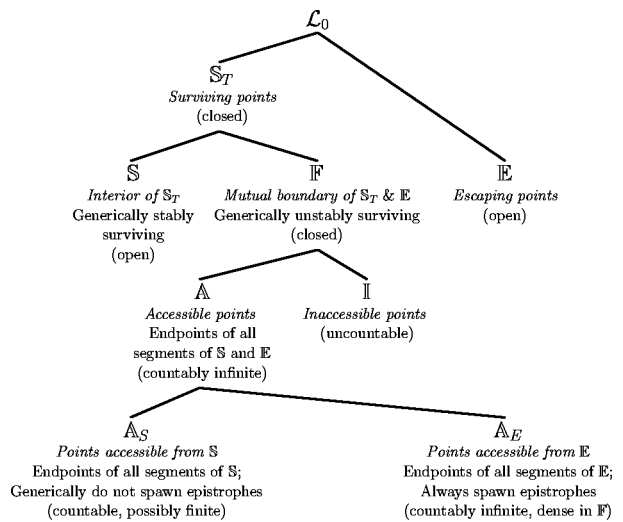 𝓛₀
𝕊_T
Surviving points
(closed)
𝕊
Interior of 𝕊_T
Generically stably
surviving
(open)
𝔽
Mutual boundary of 𝕊_T & 𝔼
Generically unstably surviving
(closed)
𝔼
Escaping points
(open)
𝔸
Accessible points
Endpoints of all
segments of 𝕊 and 𝔼
(countably infinite)
𝕀
Inaccessible points
(uncountable)
𝔸_S
Points accessible from 𝕊
Endpoints of all segments of 𝕊;
Generically do not spawn epistrophes
(countable, possibly finite)
𝔸_E
Points accessible from 𝔼
Endpoints of all segments of 𝔼;
Always spawn epistrophes
(countably infinite, dense in 𝔽)